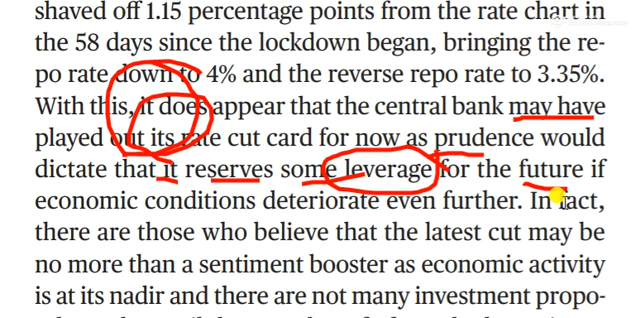 shaved off 1.15 percentage points from the rate chart in
the 58 days since the lockdown began, bringing the re-
po rate down to 4% and the reverse repo rate to 3.35%.
With this, it does appear that the central bank may have
played out its rate cut card for now as prudence would
dictate that it reserves some leverage for the future if
economic conditions deteriorate even further. In fact,
there are those who believe that the latest cut may be
no more than a sentiment booster as economic activity
is at its nadir and there are not many investment propo-